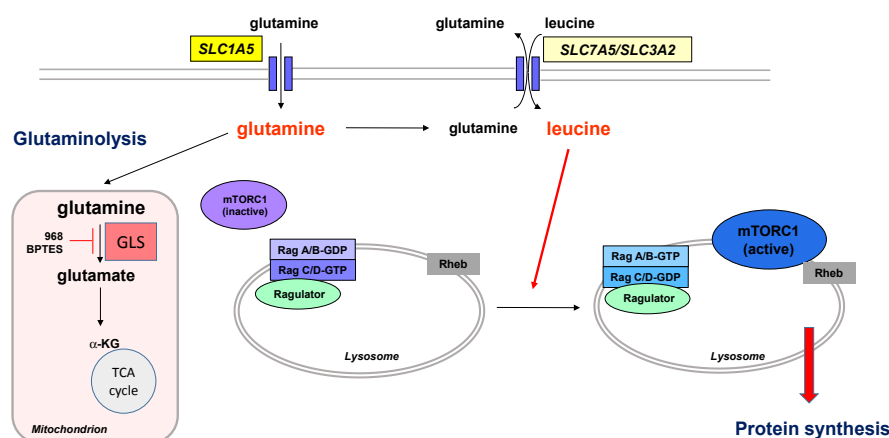 glutamine
glutamine
leucine
SLC1A5
SLC7A5/SLC3A2
glutamine
glutamine
leucine
Glutaminolysis
glutamine
968
BPTES
GLS
glutamate
α-KG
TCA
cycle
Mitochondrion
mTORC1
(inactive)
Rag A/B-GDP
Rag C/D-GTP
Ragulator
Rheb
Lysosome
Rag A/B-GTP
Rag C/D-GDP
Ragulator
mTORC1
(active)
Rheb
Lysosome
Protein synthesis